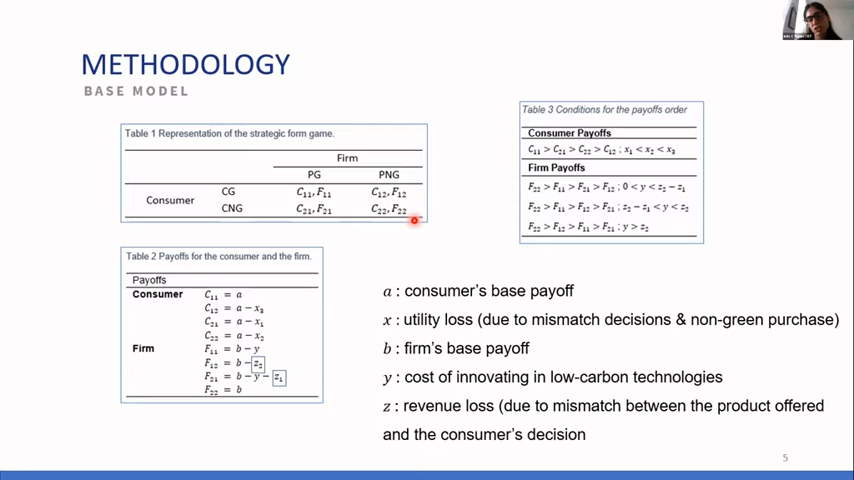 METHODOLOGY
BASE MODEL
Table 1 Representation of the strategic form game.
Firm
PG PNG
Consumer CG C₁₁, F₁₁ C₁₂, F₁₂
CNG C₂₁, F₂₁ C₂₂, F₂₂
Table 2 Payoffs for the consumer and the firm.
Payoffs
Consumer C₁₁ = a
C₁₂ = a − x₃
C₂₁ = a − x₁
C₂₂ = a − x₂
Firm F₁₁ = b − y
F₁₂ = b − z₂
F₂₁ = b − y − z₁
F₂₂ = b
Table 3 Conditions for the payoffs order
Consumer Payoffs
C₁₁ > C₂₁ > C₂₂ > C₁₂ ; x₁ < x₂ < x₃
Firm Payoffs
F₂₂ > F₁₁ > F₂₁ > F₁₂ ; 0 < y < z₂ − z₁
F₂₂ > F₁₁ > F₁₂ > F₂₁ ; z₂ − z₁ < y < z₂
F₂₂ > F₁₂ > F₁₁ > F₂₁ ; y > z₂
a : consumer’s base payoff
x : utility loss (due to mismatch decisions & non-green purchase)
b : firm’s base payoff
y : cost of innovating in low-carbon technologies
z : revenue loss (due to mismatch between the product offered
and the consumer’s decision
5